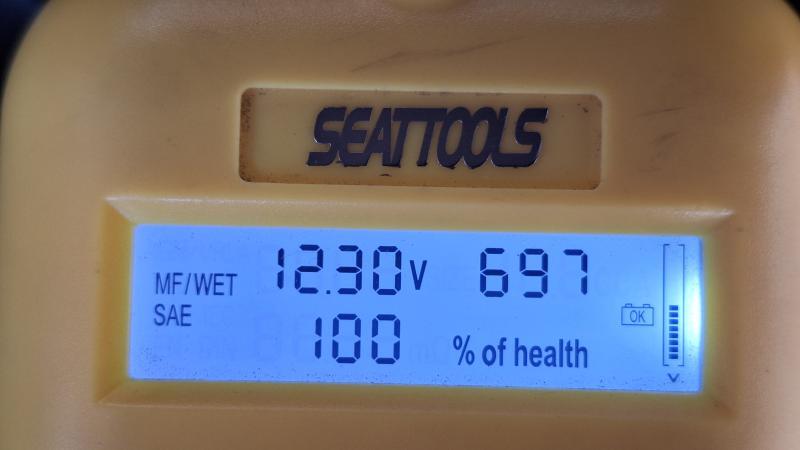 SEATTOOLS
MF/WET 12.30V 697
SAE OK
100 % of health